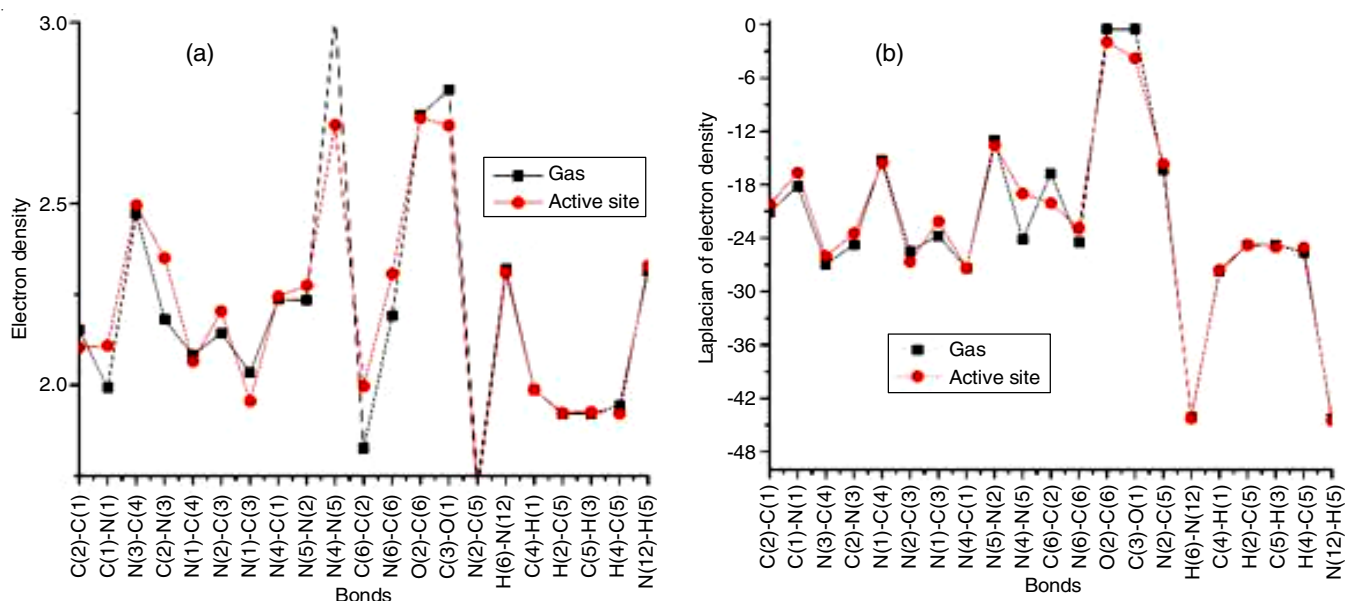 (a)
3.0
2.5
2.0
Electron density
Gas
Active site
C(2)-C(1)
C(1)-N(1)
N(3)-C(4)
C(2)-N(3)
N(1)-C(4)
N(2)-C(3)
N(1)-C(3)
N(4)-C(1)
N(5)-N(2)
N(4)-N(5)
C(6)-C(2)
N(6)-C(6)
O(2)-C(6)
C(3)-O(1)
N(2)-C(5)
H(6)-N(12)
C(4)-H(1)
H(2)-C(5)
C(5)-H(3)
H(4)-C(5)
N(12)-H(5)
Bonds
(b)
0
-6
-12
-18
-24
-30
-36
-42
-48
Laplacian of electron density
Gas
Active site
C(2)-C(1)
C(1)-N(1)
N(3)-C(4)
C(2)-N(3)
N(1)-C(4)
N(2)-C(3)
N(1)-C(3)
N(4)-C(1)
N(5)-N(2)
N(4)-N(5)
C(6)-C(2)
N(6)-C(6)
O(2)-C(6)
C(3)-O(1)
N(2)-C(5)
H(6)-N(12)
C(4)-H(1)
H(2)-C(5)
C(5)-H(3)
H(4)-C(5)
N(12)-H(5)
Bonds